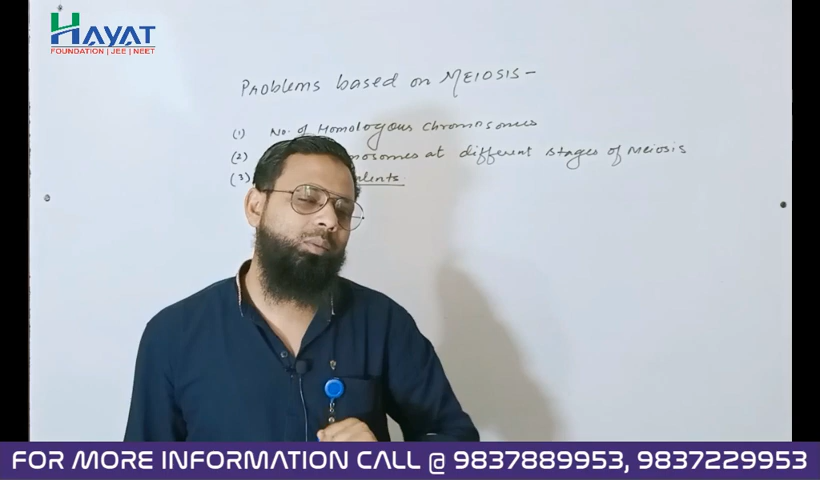 HAYAT
FOUNDATION | JEE | NEET
Problems based on MEIOSIS-
(1) No. of Homologous chromosomes
(2) at different stages of Meiosis
(3)
FOR MORE INFORMATION CALL @ 9837889953, 9837229953